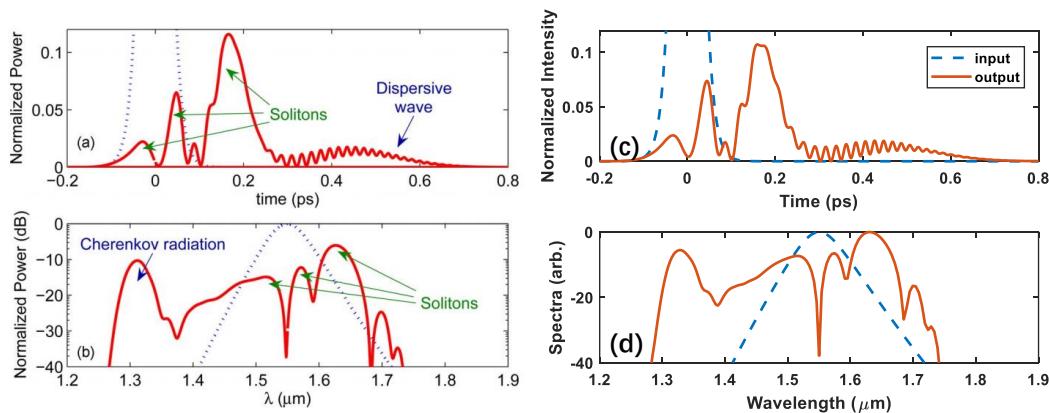 Normalized Power
0.1
0.05
0
Solitons
Dispersive
wave
(a)
−0.2 0 0.2 0.4 0.6 0.8
time (ps)
Normalized Power (dB)
0
−10
−20
−30
−40
Cherenkov radiation
Solitons
(b)
1.2 1.3 1.4 1.5 1.6 1.7 1.8 1.9
λ (μm)
Normalized Intensity
0.1
0.05
0
input
output
(c)
-0.2 0 0.2 0.4 0.6 0.8
Time (ps)
Spectra (arb.)
0
-20
-40
(d)
1.2 1.3 1.4 1.5 1.6 1.7 1.8 1.9
Wavelength (μm)